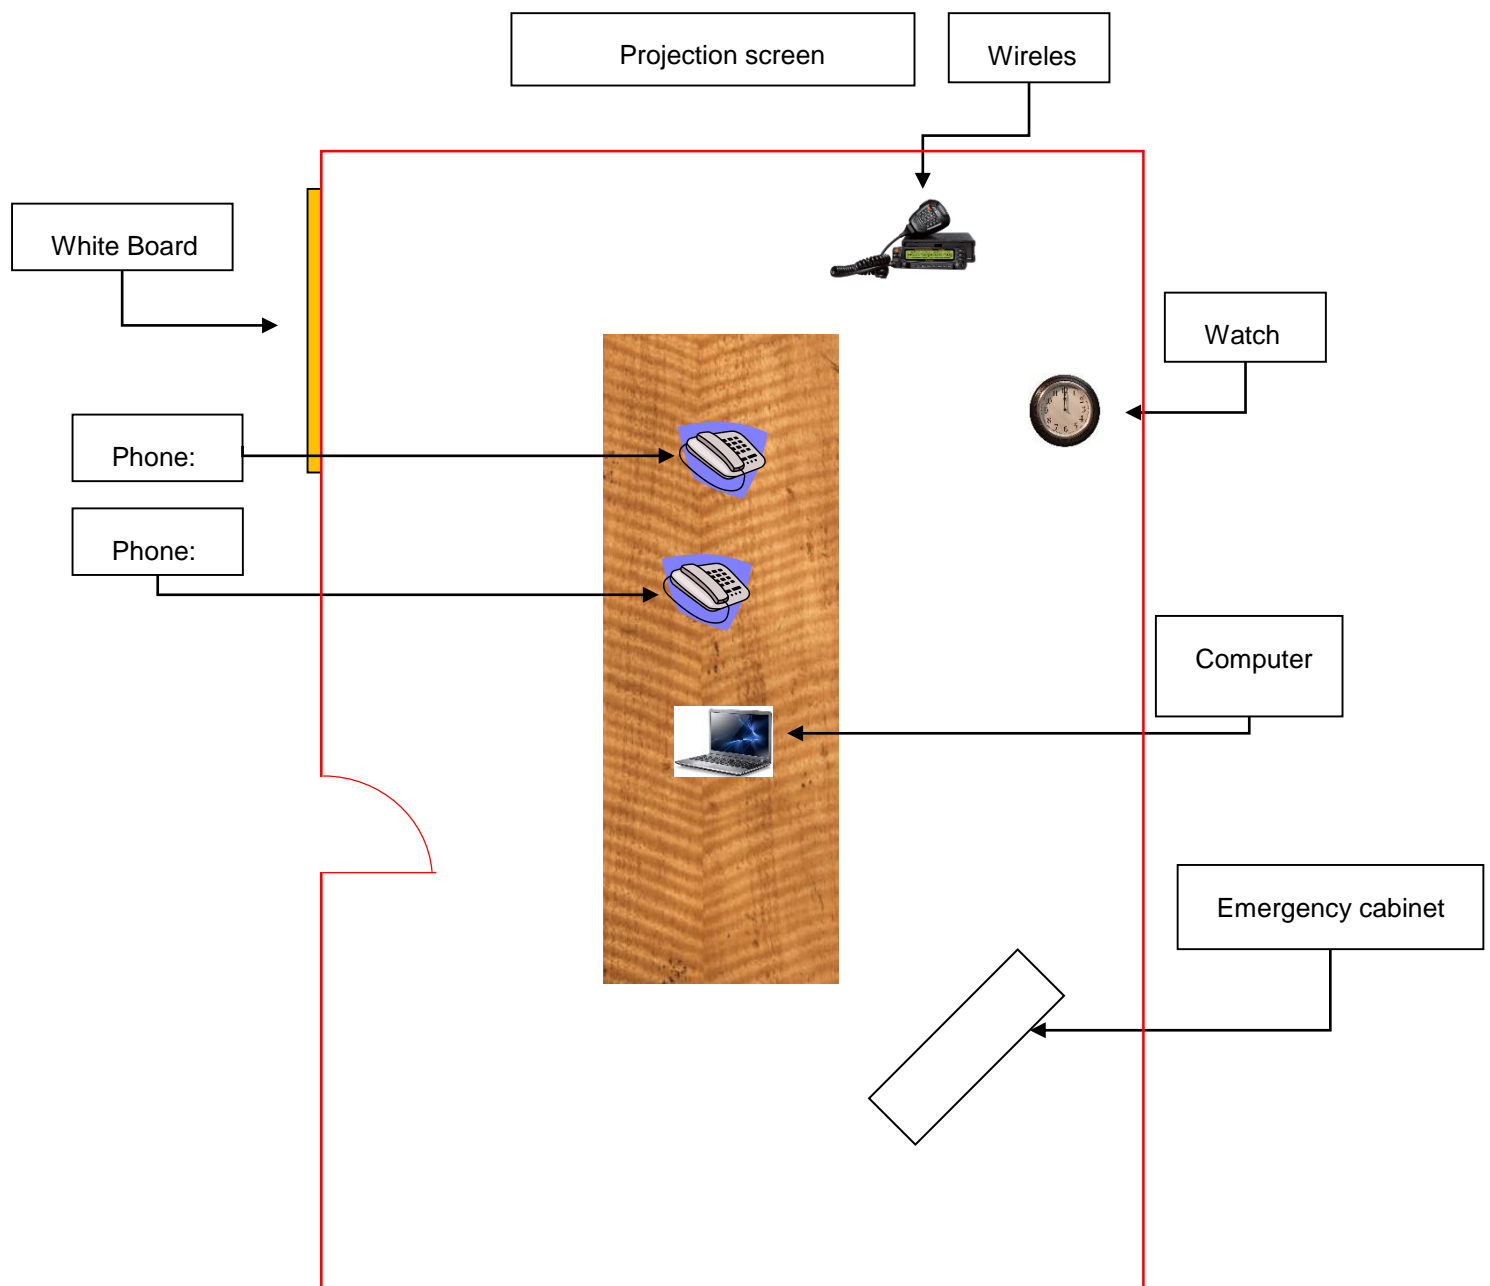 Projection screen
Wireles
White Board
Watch
Phone:
Phone:
Computer
Emergency cabinet